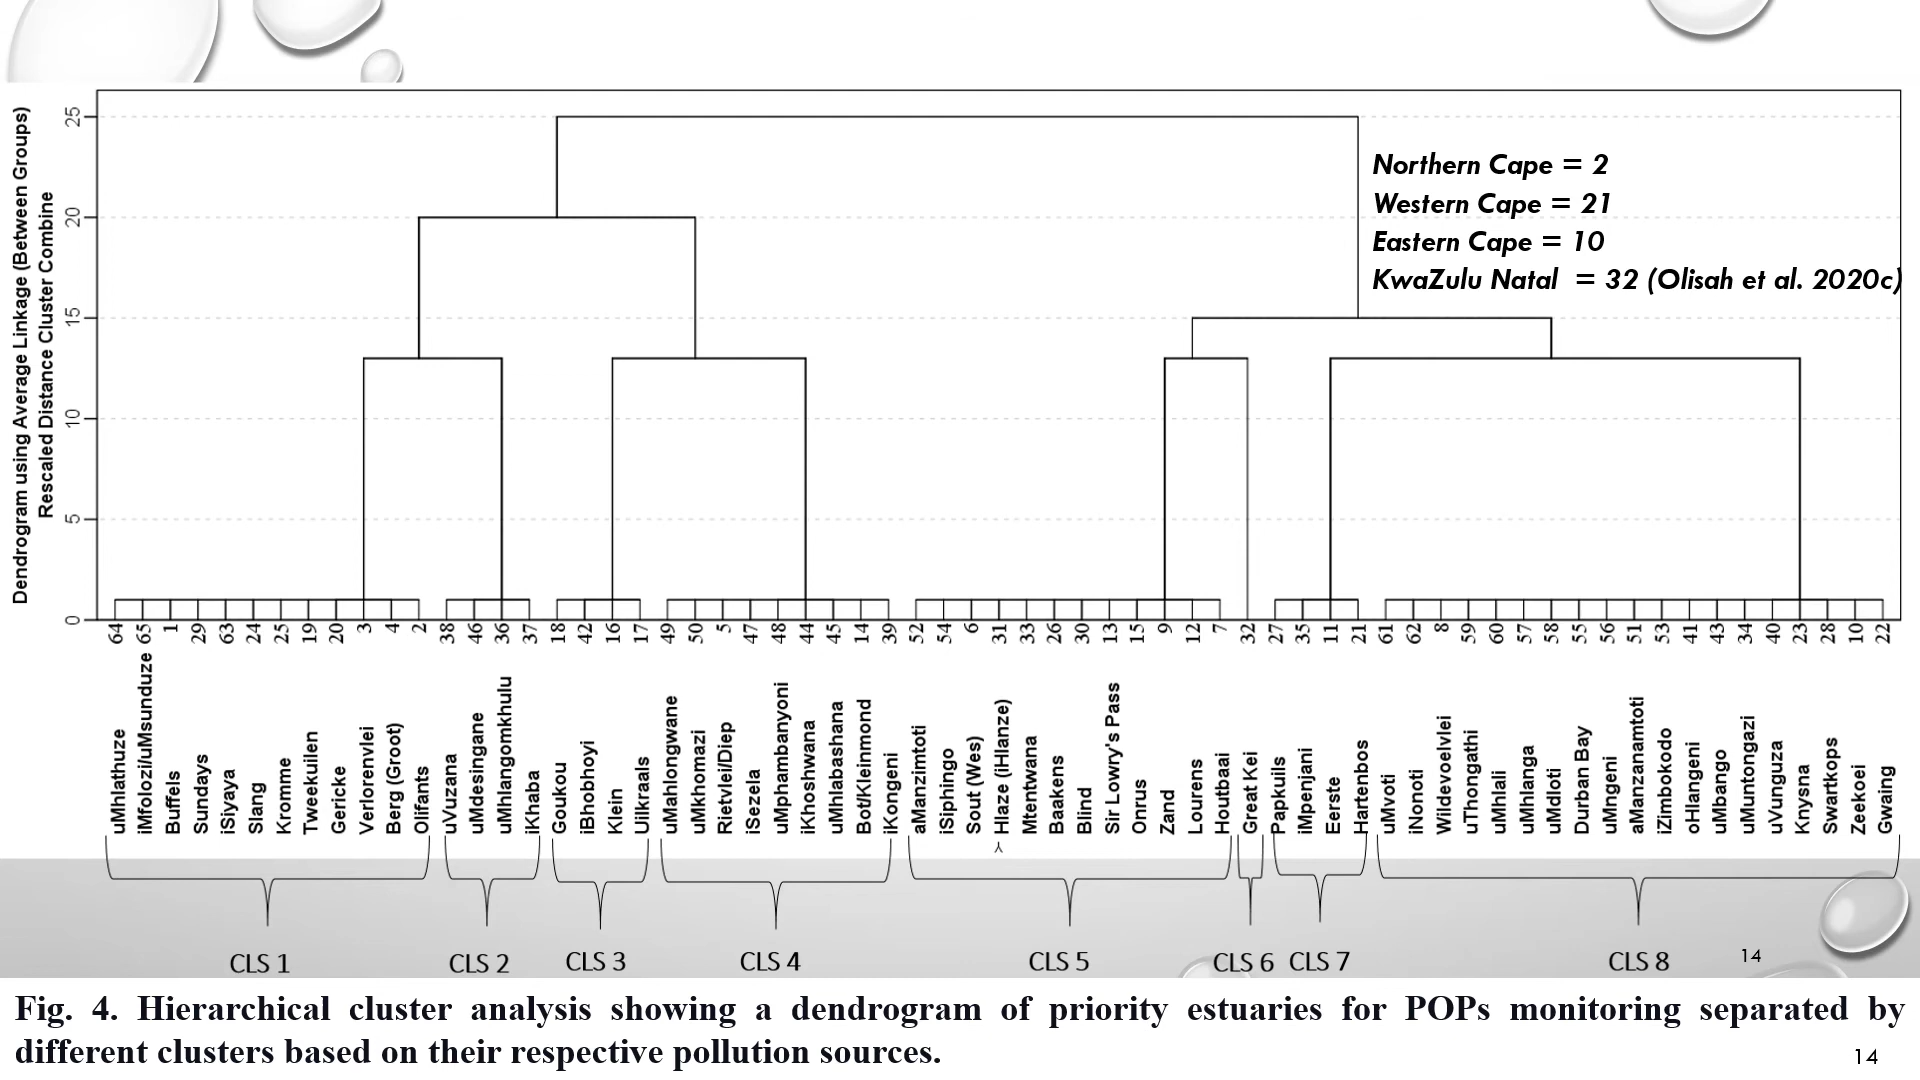 Dendrogram using Average Linkage (Between Groups)
Rescaled Distance Cluster Combine
25
20
15
10
5
0
Northern Cape = 2
Western Cape = 21
Eastern Cape = 10
KwaZulu Natal = 32 (Olisah et al. 2020c)
64 65 1 29 63 24 25 19 20 3 4 2 38 46 36 37 18 42 16 17 49 50 5 47 48 44 45 14 39 52 54 6 31 33 26 30 13 15 9 12 7 32 27 35 11 21 61 62 8 59 60 57 58 55 56 51 53 41 43 34 40 23 28 10 22
uMhlathuze
iMfolozi/uMsunduze
Buffels
Sundays
iSiyaya
Slang
Kromme
Tweekuilen
Gericke
Verlorenvlei
Berg (Groot)
Olifants
uVuzana
uMdesingane
uMhlangomkhulu
iKhaba
Goukou
iBhobhoyi
Klein
Uilkraals
uMahlongwane
uMkhomazi
Rietvlei/Diep
iSezela
uMphambanyoni
iKhoshwana
uMhlabashana
Bot/Kleinmond
iKongeni
aManzimtoti
iSiphingo
Sout (Wes)
Hlaze (iHlanze)
Mtentwana
Baakens
Blind
Sir Lowry's Pass
Onrus
Zand
Lourens
Houtbaai
Great Kei
Papkuils
iMpenjani
Eerste
Hartenbos
uMvoti
iNonoti
Wildevoelvlei
uThongathi
uMhlali
uMhlanga
uMdloti
Durban Bay
uMngeni
aManzanamtoti
iZimbokodo
oHlangeni
uMbango
uMuntongazi
uVunguza
Knysna
Swartkops
Zeekoei
Gwaing
CLS 1 CLS 2 CLS 3 CLS 4 CLS 5 CLS 6 CLS 7 CLS 8
14
Fig. 4. Hierarchical cluster analysis showing a dendrogram of priority estuaries for POPs monitoring separated by
different clusters based on their respective pollution sources.
14